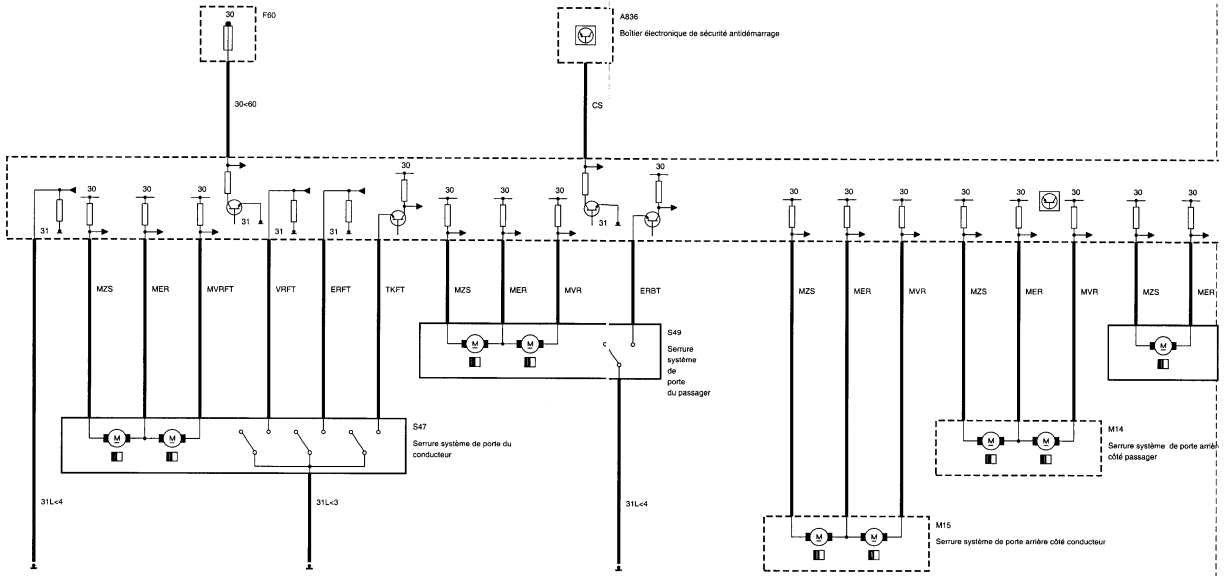 30
F60
A836
Boîtier électronique de sécurité antidémarrage
30<60
CS
30
30
30 30 30 30 30 30 30 30 30 30 30 30 30 30
31 31 31 31 31
MZS MER MVRFT VRFT ERFT TKFT MZS MER MVR ERBT MZS MER MVR MZS MER MVR MZS MER
S49
Serrure
système
de
porte
du passager
M M M
S47
Serrure système de porte du
conducteur
M M
M14
Serrure système de porte arrièr
côté passager
M M
31L<4 31L<3 31L<4
M15
Serrure système de porte arrière côté conducteur
M M